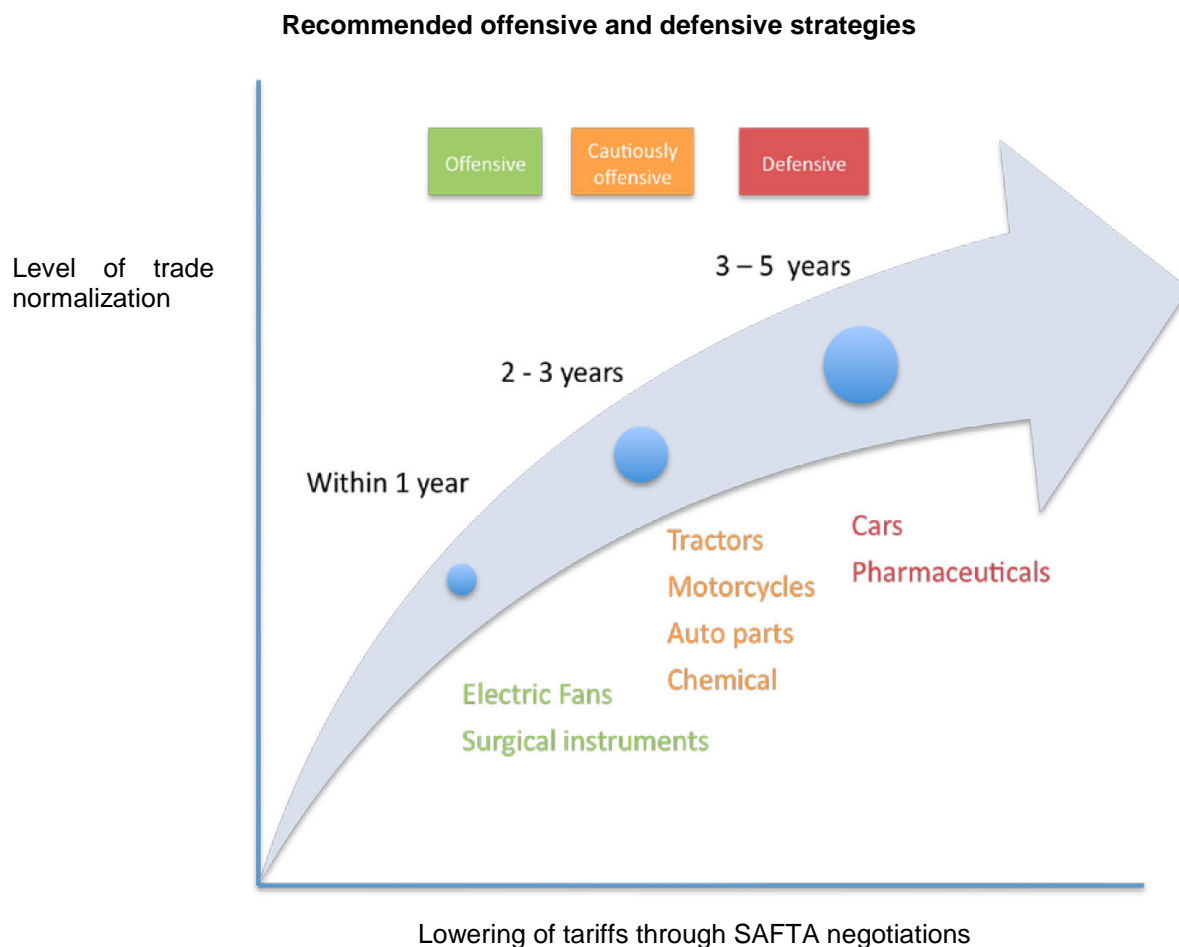 Recommended offensive and defensive strategies
Offensive
Cautiously
offensive
Defensive
Level of trade
normalization
3 – 5 years
2 - 3 years
Within 1 year
Cars
Pharmaceuticals
Tractors
Motorcycles
Auto parts
Chemical
Electric Fans
Surgical instruments
Lowering of tariffs through SAFTA negotiations